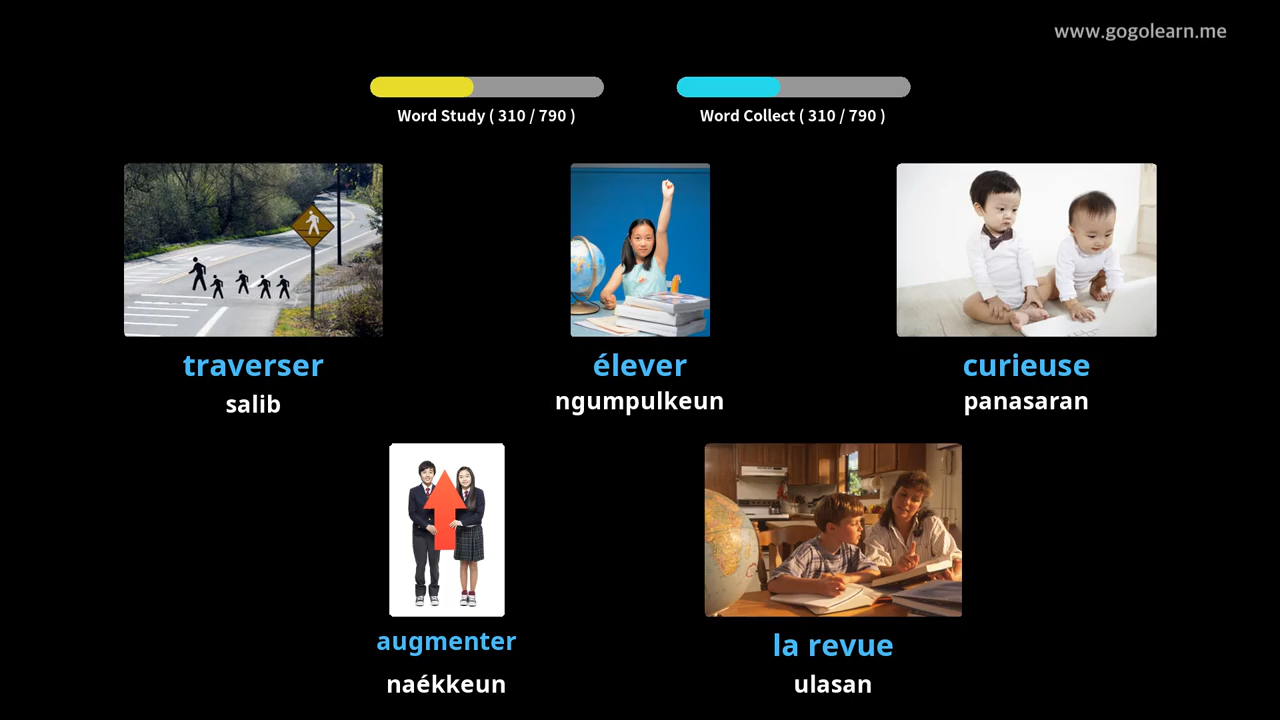 www.gogolearn.me
Word Study ( 310 / 790 )
Word Collect ( 310 / 790 )
traverser
salib
élever
ngumpulkeun
curieuse
panasaran
augmenter
naékkeun
la revue
ulasan